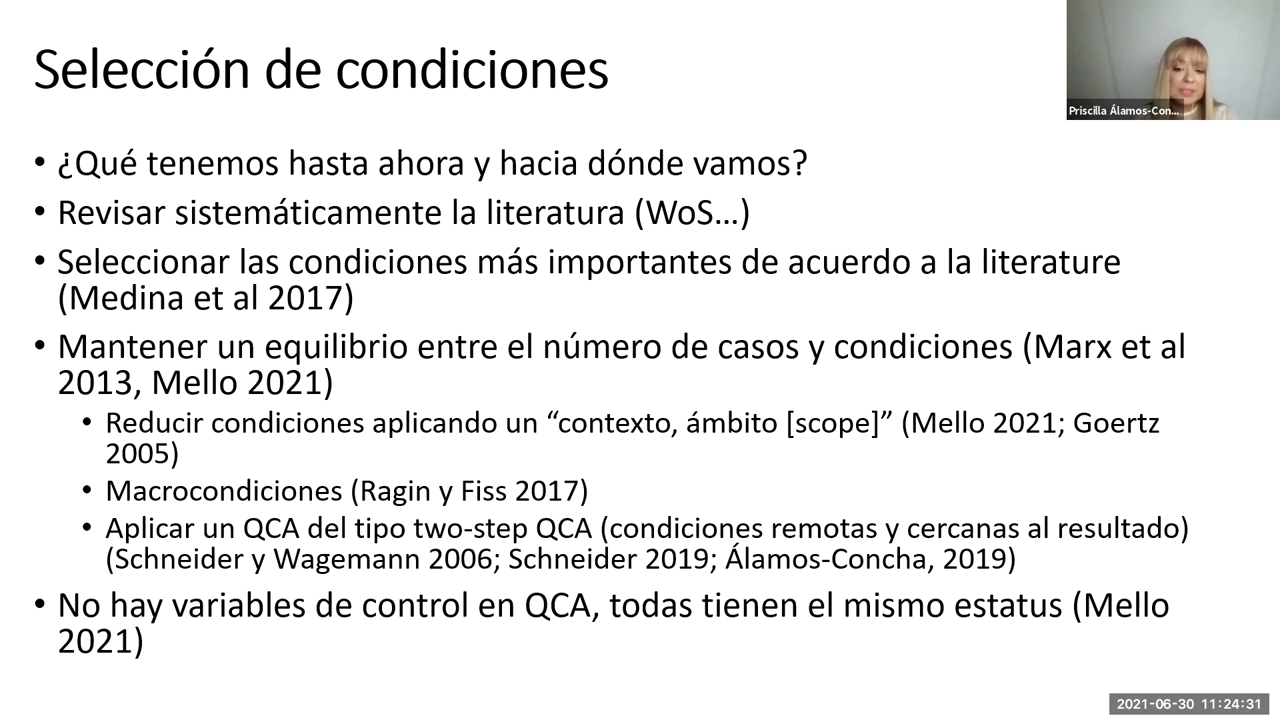 Selección de condiciones
Priscilla Álamos-Con...
• ¿Qué tenemos hasta ahora y hacia dónde vamos?
• Revisar sistemáticamente la literatura (WoS…)
• Seleccionar las condiciones más importantes de acuerdo a la literature
(Medina et al 2017)
• Mantener un equilibrio entre el número de casos y condiciones (Marx et al
2013, Mello 2021)
• Reducir condiciones aplicando un “contexto, ámbito [scope]” (Mello 2021; Goertz
2005)
• Macrocondiciones (Ragin y Fiss 2017)
• Aplicar un QCA del tipo two-step QCA (condiciones remotas y cercanas al resultado)
(Schneider y Wagemann 2006; Schneider 2019; Álamos-Concha, 2019)
• No hay variables de control en QCA, todas tienen el mismo estatus (Mello
2021)
2021-06-30 11:24:31